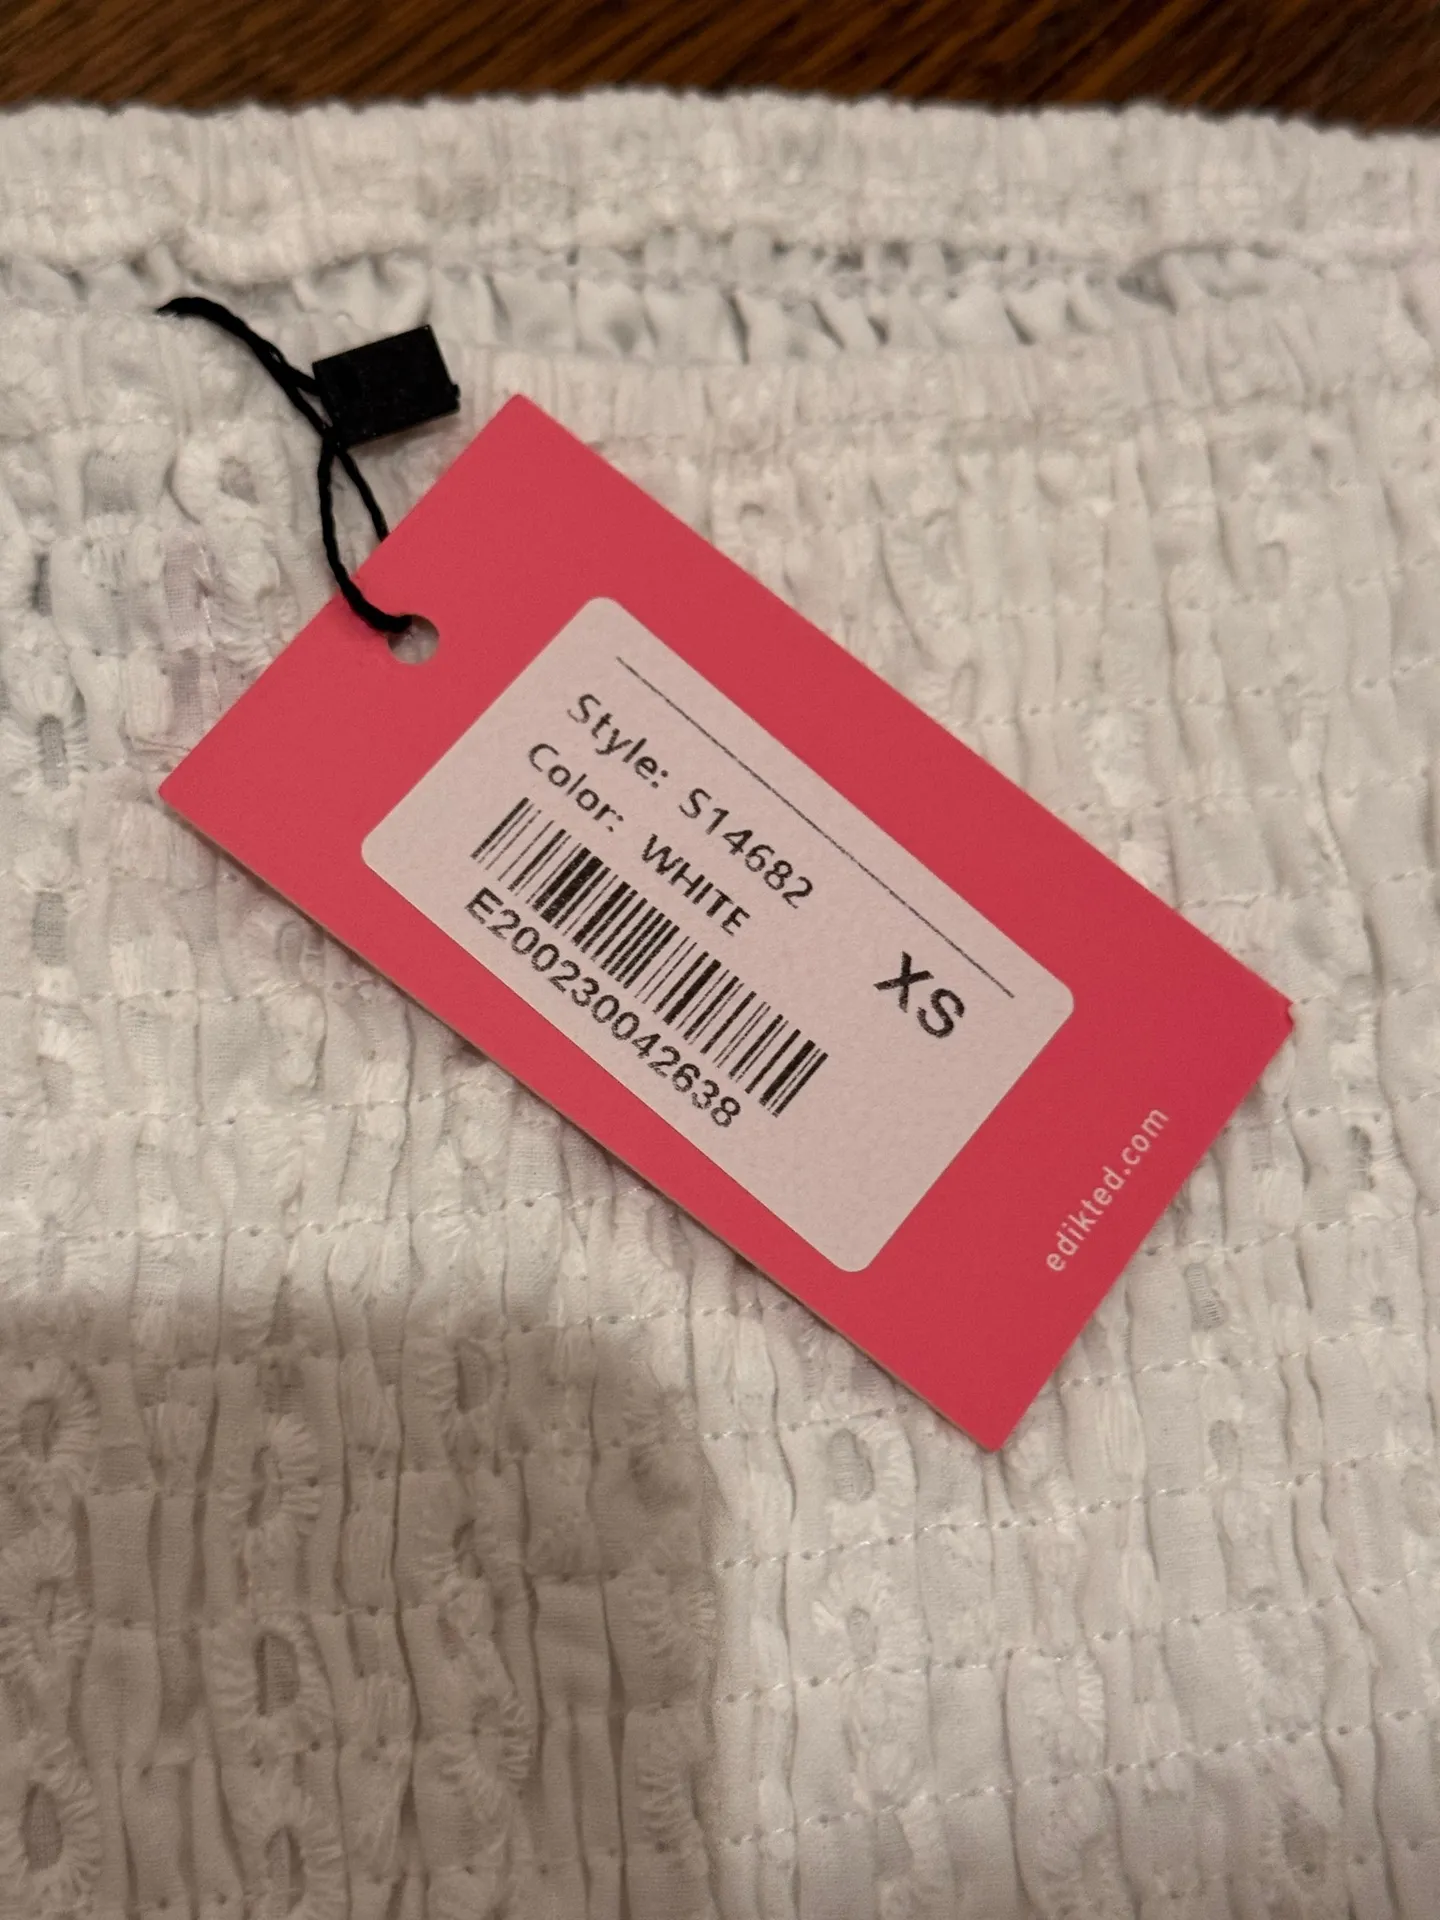 Style: S14682
Color: WHITE
XS
E200230042638
edikted.com